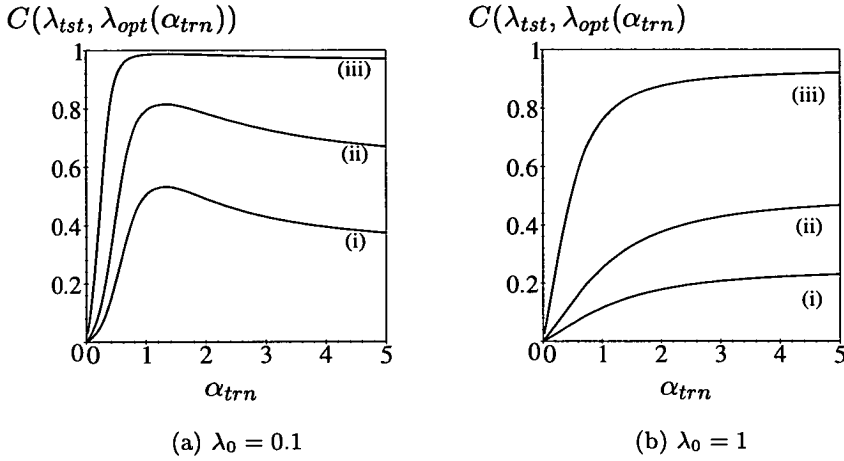 C(λ_tst, λ_opt(α_trn))
1
0.8
0.6
0.4
0.2
0
0 1 2 3 4 5
(iii)
(ii)
(i)
α_trn
(a) λ₀ = 0.1
C(λ_tst, λ_opt(α_trn)
1
0.8
0.6
0.4
0.2
0
0 1 2 3 4 5
(iii)
(ii)
(i)
α_trn
(b) λ₀ = 1